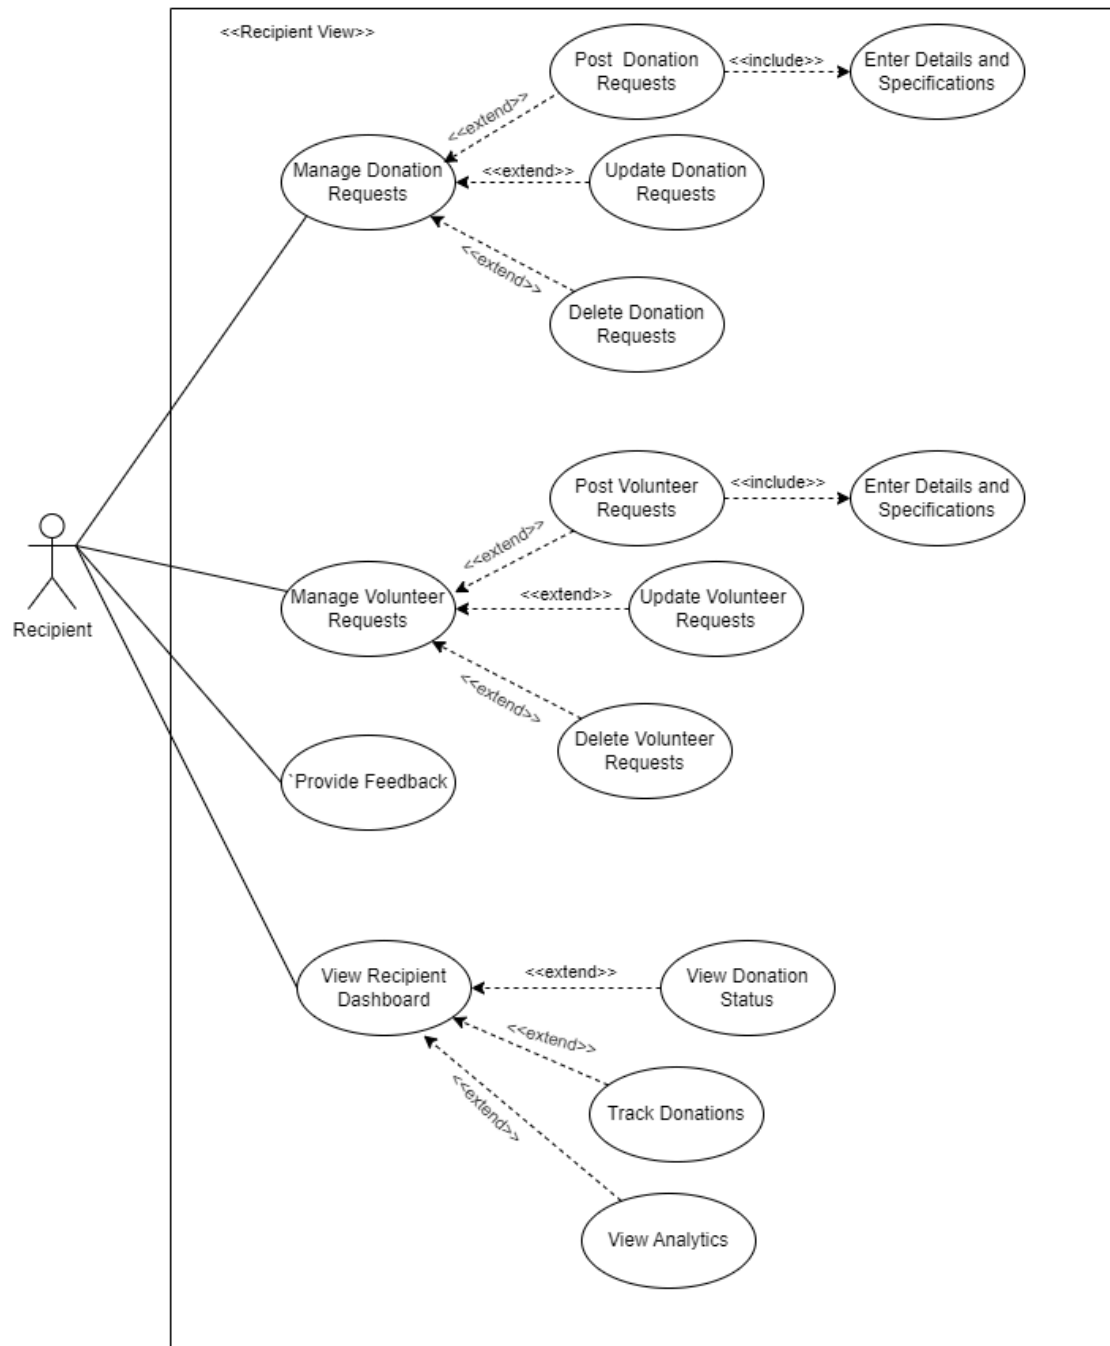 <<Recipient View>>
Post  Donation
Requests
<<include>>
Enter Details and
Specifications
<<extend>>
Manage Donation
Requests
<<extend>>
Update Donation
Requests
<<extend>>
Delete Donation
Requests
Post Volunteer
Requests
<<include>>
Enter Details and
Specifications
<<extend>>
Recipient
Manage Volunteer
Requests
<<extend>>
Update Volunteer
Requests
<<extend>>
Delete Volunteer
Requests
`Provide Feedback
View Recipient
Dashboard
<<extend>>
View Donation
Status
<<extend>>
Track Donations
<<extend>>
View Analytics